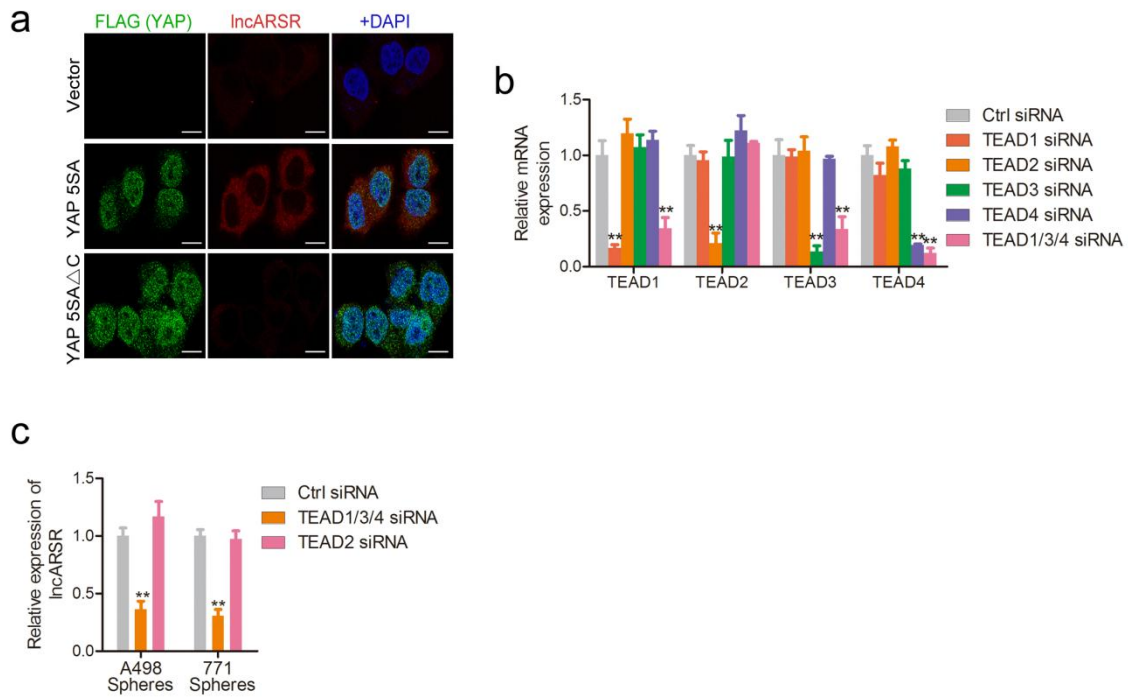 a
FLAG (YAP) lncARSR +DAPI
Vector
YAP 5SA
YAP 5SA△C
b
Relative mRNA
expression
1.5
1.0
0.5
0.0
** ** ** ** ** ** **
TEAD1 TEAD2 TEAD3 TEAD4
Ctrl siRNA
TEAD1 siRNA
TEAD2 siRNA
TEAD3 siRNA
TEAD4 siRNA
TEAD1/3/4 siRNA
c
Relative expression of
lncARSR
1.5
1.0
0.5
0.0
** **
A498 771
Spheres Spheres
Ctrl siRNA
TEAD1/3/4 siRNA
TEAD2 siRNA